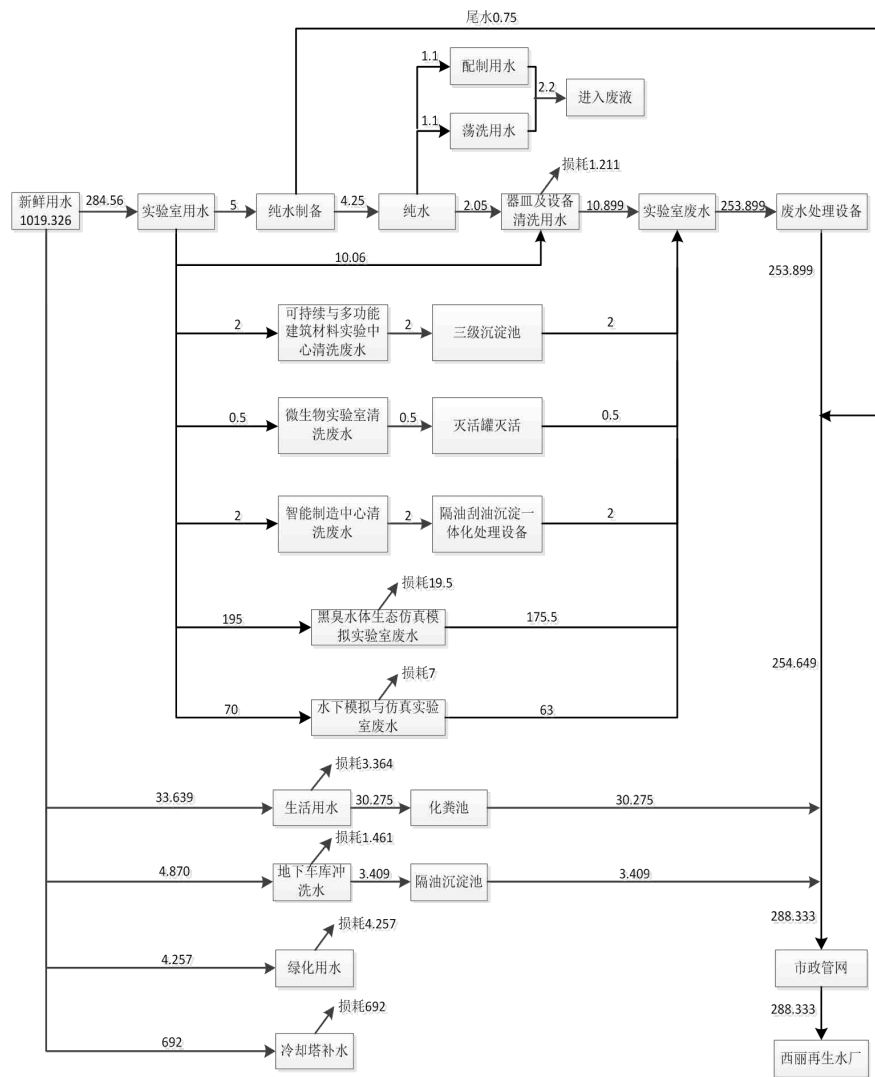 尾水0.75
1.1
配制用水
2.2
进入废液
1.1
荡洗用水
损耗1.211
新鲜用水
1019.326
284.56
实验室用水
5
纯水制备
4.25
纯水
2.05
器皿及设备
清洗用水
10.899
实验室废水
253.899
废水处理设备
10.06
253.899
2
可持续与多功能
建筑材料实验中
心清洗废水
2
三级沉淀池
2
0.5
微生物实验室清
洗废水
0.5
灭活罐灭活
0.5
2
智能制造中心清
洗废水
2
隔油刮油沉淀一
体化处理设备
2
损耗19.5
195
黑臭水体生态仿真模
拟实验室废水
175.5
254.649
损耗7
70
水下模拟与仿真实验
室废水
63
损耗3.364
33.639
生活用水
30.275
化粪池
30.275
损耗1.461
4.870
地下车库冲
洗水
3.409
隔油沉淀池
3.409
损耗4.257
288.333
4.257
绿化用水
市政管网
损耗692
288.333
692
冷却塔补水
西丽再生水厂